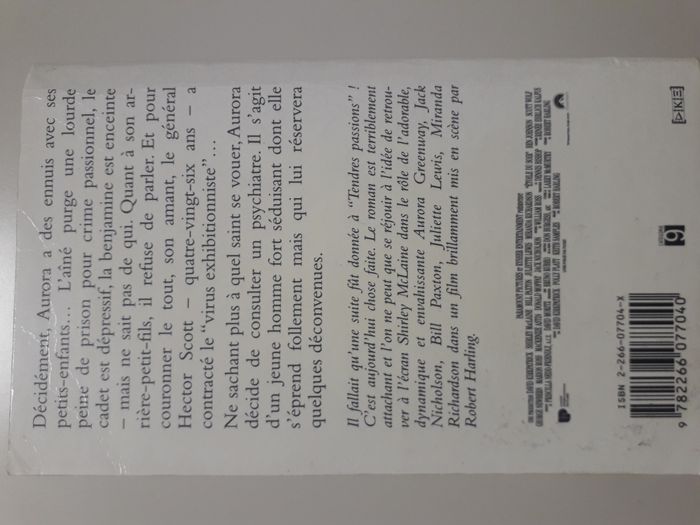 Décidément, Aurora a des ennuis avec ses
petits-enfants.... L'aîné purge une lourde
peine de prison pour crime passionnel, le
cadet est dépressif, la benjamine est enceinte
– mais ne sait pas de qui. Quant à son ar-
rière-petit-fils, il refuse de parler. Et pour
couronner le tout, son amant, le général
Hector Scott – quatre-vingt-six ans – a
contracté le "virus exhibitionniste"...
Ne sachant plus à quel saint se vouer, Aurora
décide de consulter un psychiatre. Il s'agit
d'un jeune homme fort séduisant dont elle
s'éprend follement mais qui lui réservera
quelques déconvenues.
Il fallait qu'une suite fût donnée à "Tendres passions" !
C'est aujourd'hui chose faite. Le roman est terriblement
attachant et l'on ne peut que se réjouir à l'idée de retrou-
ver à l'écran Shirley McLaine dans le rôle de l'adorable,
dynamique et envahissante Aurora Greenway, Jack
Nicholson, Bill Paxton, Juliette Lewis, Miranda
Richardson dans un film brillamment mis en scène par
Robert Harling.
ISBN 2-266-07704-X
9 782266 077040
9